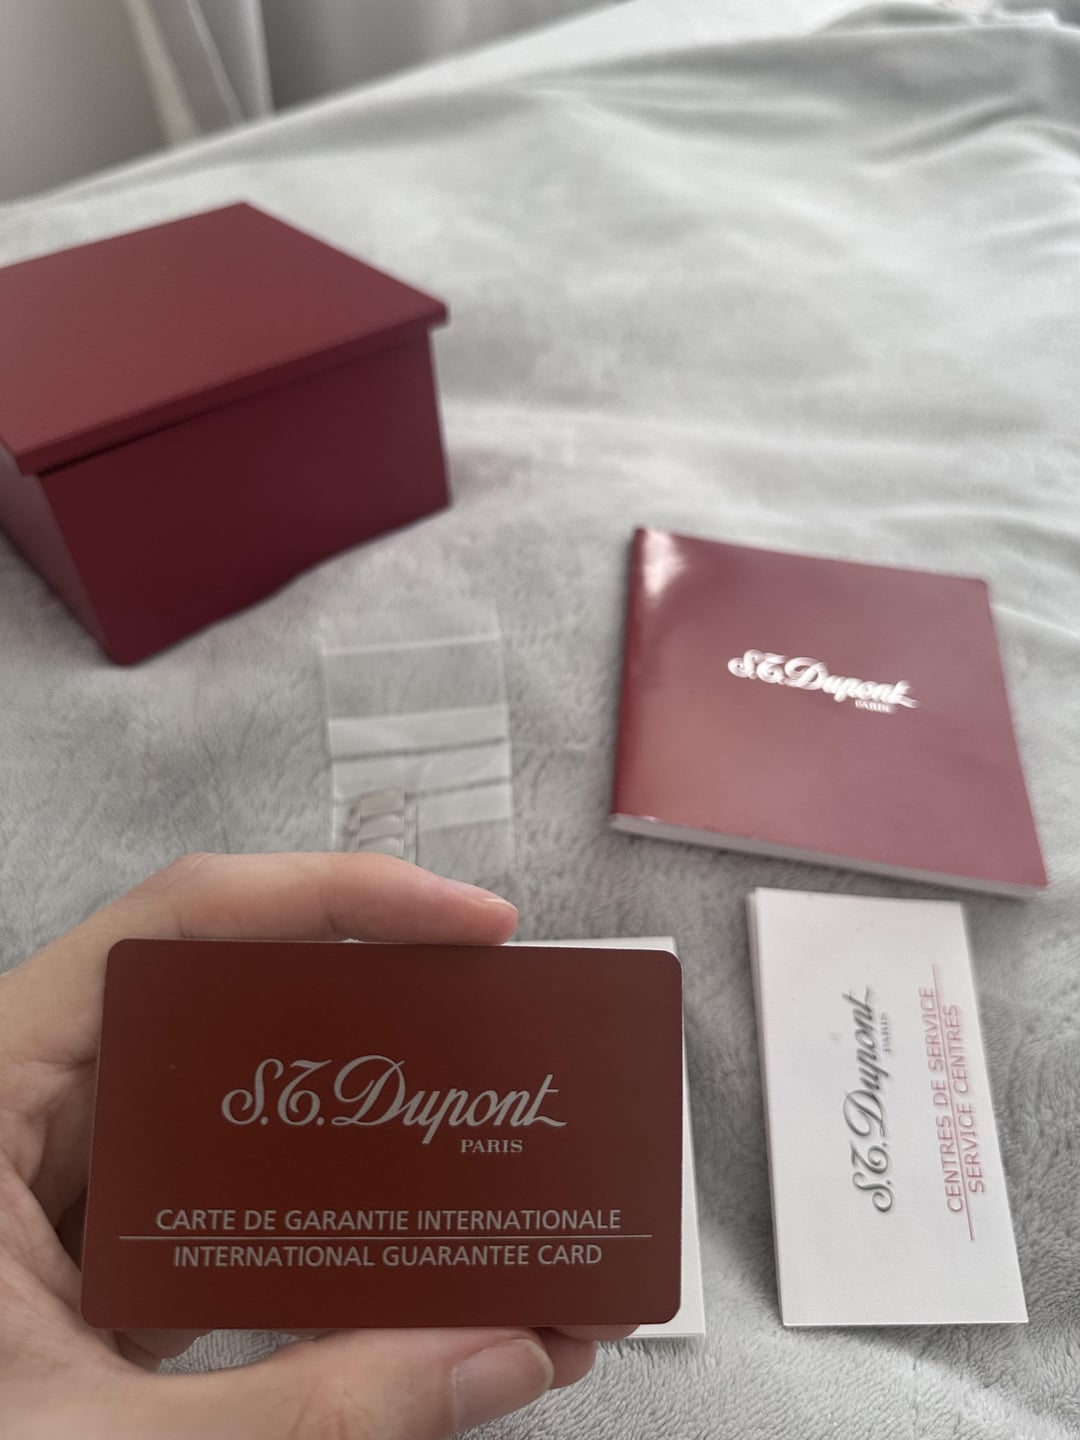 S.T. Dupont
PARIS
S.T. Dupont
PARIS
CARTE DE GARANTIE INTERNATIONALE
INTERNATIONAL GUARANTEE CARD
S.T. Dupont
PARIS
CENTRES DE SERVICE
SERVICE CENTRES